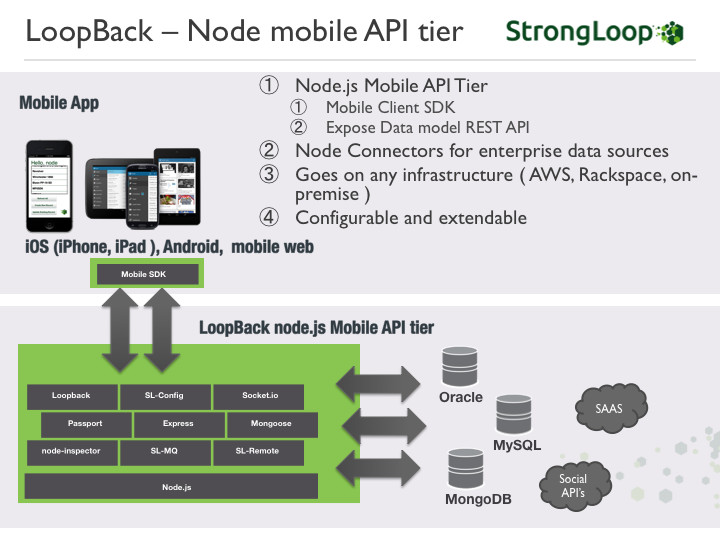 LoopBack – Node mobile API tier
StrongLoop
Mobile App
① Node.js Mobile API Tier
① Mobile Client SDK
② Expose Data model REST API
② Node Connectors for enterprise data sources
③ Goes on any infrastructure ( AWS, Rackspace, on-
premise )
④ Configurable and extendable
Hello, node
iOS (iPhone, iPad ), Android,  mobile web
Mobile SDK
LoopBack node.js Mobile API tier
Loopback SL-Config Socket.io
Passport Express Mongoose
node-inspector SL-MQ SL-Remote
Node.js
Oracle
MySQL
MongoDB
SAAS
Social
API's